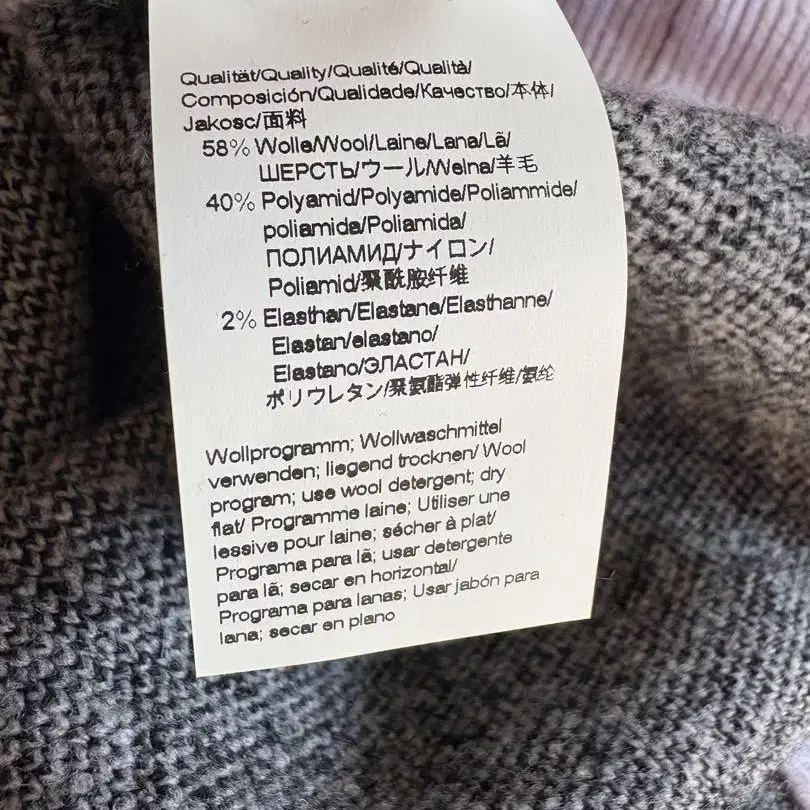 Qualität/Quality/Qualité/Qualità/
Composición/Qualidade/Качество/本体/
Jakosc/面料
58% Wolle/Wool/Laine/Lana/Lã/
ШЕРСТЬ/ウール/Welna/羊毛
40% Polyamid/Polyamide/Poliammide/
poliamida/Poliamida/
ПОЛИАМИД/ナイロン/
Poliamid/聚酰胺纤维
2% Elasthan/Elastane/Elasthanne/
Elastan/elastano/
Elastano/ЭЛАСТАН/
ポリウレタン/聚氨酯弹性纤维/氨纶
Wollprogramm; Wollwaschmittel
verwenden; liegend trocknen/ Wool
program; use wool detergent; dry
flat/ Programme laine; Utiliser une
lessive pour laine; sécher à plat/
Programa para lã; usar detergente
para lã; secar en horizontal/
Programa para lanas; Usar jabón para
lana; secar en plano